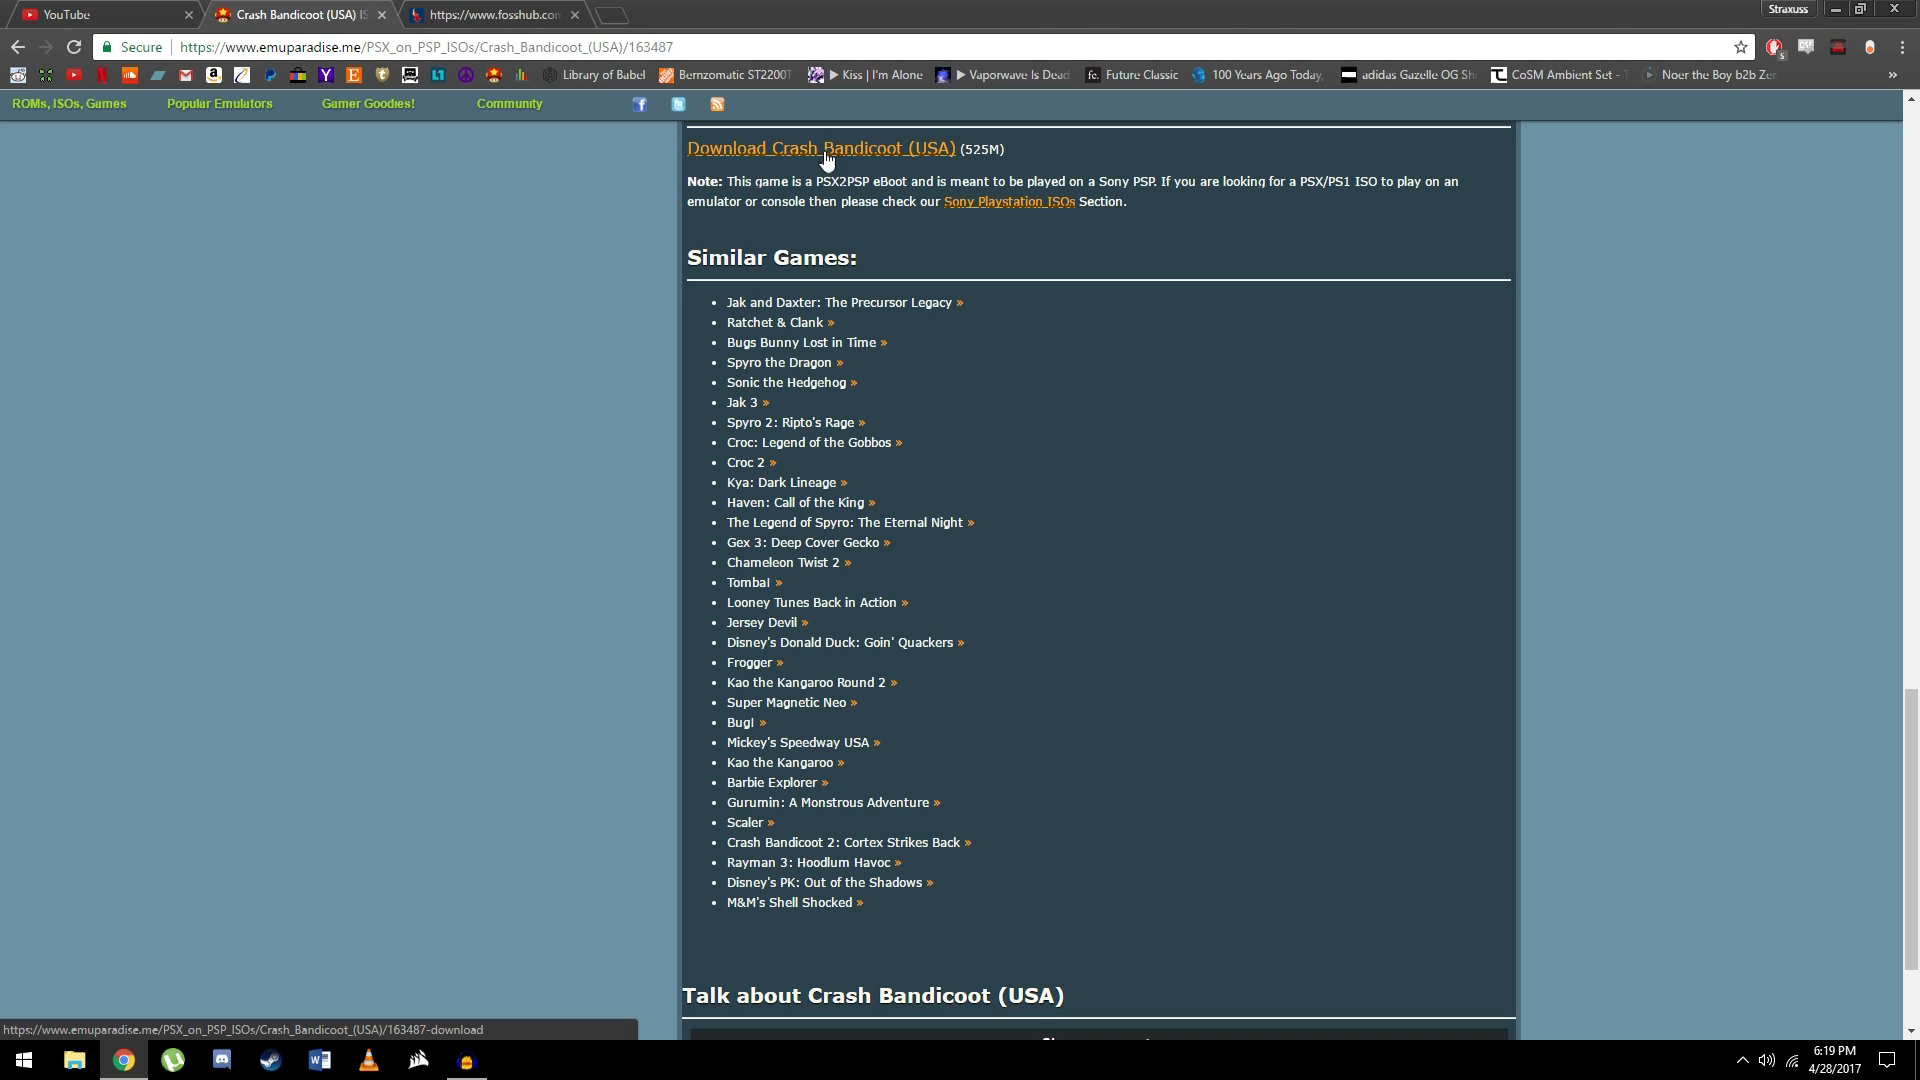 YouTube
Crash Bandicoot (USA) IS
https://www.fosshub.con
Straxuss
Secure
https://www.emuparadise.me/PSX_on_PSP_ISOs/Crash_Bandicoot_(USA)/163487
Library of Babel
Bernzomatic ST2200T
Kiss | I'm Alone
Vaporwave Is Dead
fc. Future Classic
100 Years Ago Today,
adidas Gazelle OG Sh
CoSM Ambient Set -
Noer the Boy b2b Ze
»
ROMs, ISOs, Games
Popular Emulators
Gamer Goodies!
Community
Download Crash Bandicoot (USA) (525M)
Note: This game is a PSX2PSP eBoot and is meant to be played on a Sony PSP. If you are looking for a PSX/PS1 ISO to play on an
emulator or console then please check our Sony Playstation ISOs Section.
Similar Games:
• Jak and Daxter: The Precursor Legacy »
• Ratchet & Clank »
• Bugs Bunny Lost in Time »
• Spyro the Dragon »
• Sonic the Hedgehog »
• Jak 3 »
• Spyro 2: Ripto's Rage »
• Croc: Legend of the Gobbos »
• Croc 2 »
• Kya: Dark Lineage »
• Haven: Call of the King »
• The Legend of Spyro: The Eternal Night »
• Gex 3: Deep Cover Gecko »
• Chameleon Twist 2 »
• Tomba! »
• Looney Tunes Back in Action »
• Jersey Devil »
• Disney's Donald Duck: Goin' Quackers »
• Frogger »
• Kao the Kangaroo Round 2 »
• Super Magnetic Neo »
• Bug! »
• Mickey's Speedway USA »
• Kao the Kangaroo »
• Barbie Explorer »
• Gurumin: A Monstrous Adventure »
• Scaler »
• Crash Bandicoot 2: Cortex Strikes Back »
• Rayman 3: Hoodlum Havoc »
• Disney's PK: Out of the Shadows »
• M&M's Shell Shocked »
Talk about Crash Bandicoot (USA)
https://www.emuparadise.me/PSX_on_PSP_ISOs/Crash_Bandicoot_(USA)/163487-download
6:19 PM
4/28/2017